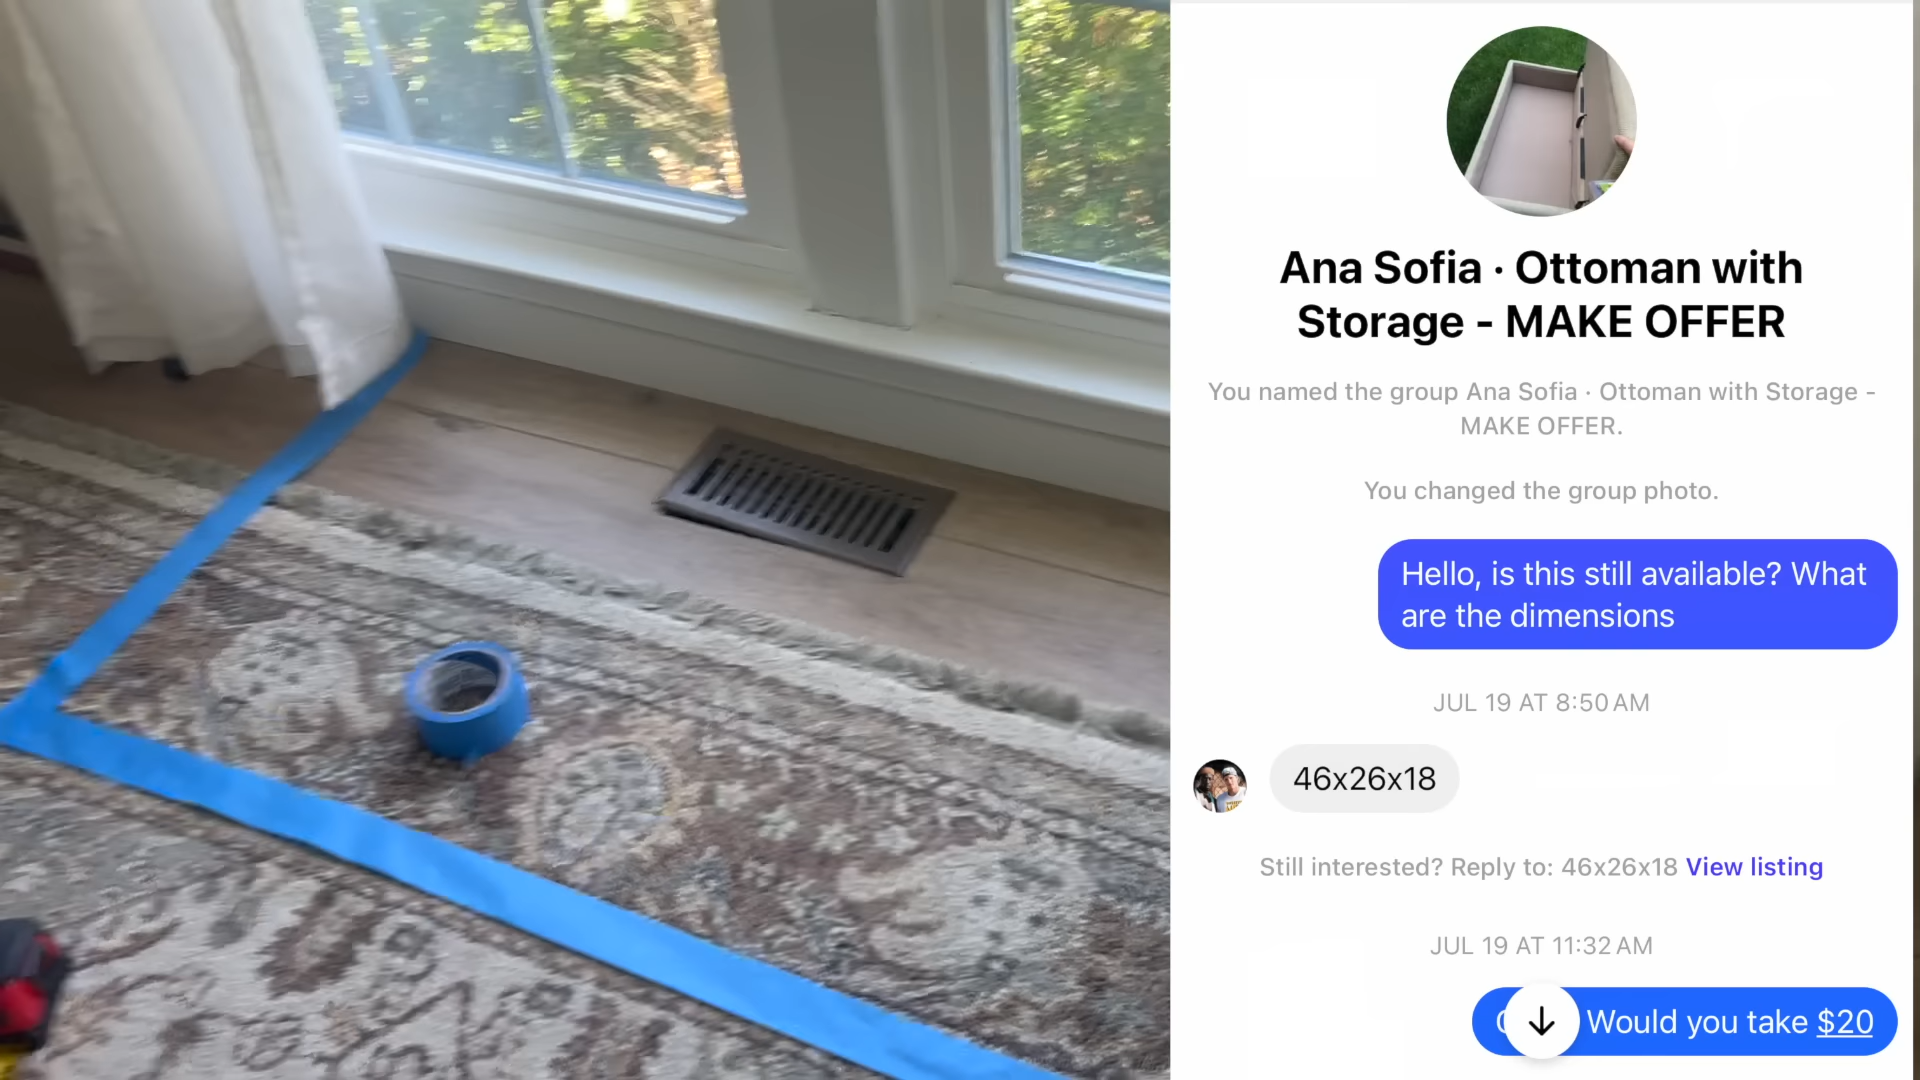 Ana Sofia · Ottoman with
Storage - MAKE OFFER
You named the group Ana Sofia · Ottoman with Storage -
MAKE OFFER.
You changed the group photo.
Hello, is this still available? What
are the dimensions
JUL 19 AT 8:50 AM
46x26x18
Still interested? Reply to: 46x26x18 View listing
JUL 19 AT 11:32 AM
Would you take $20